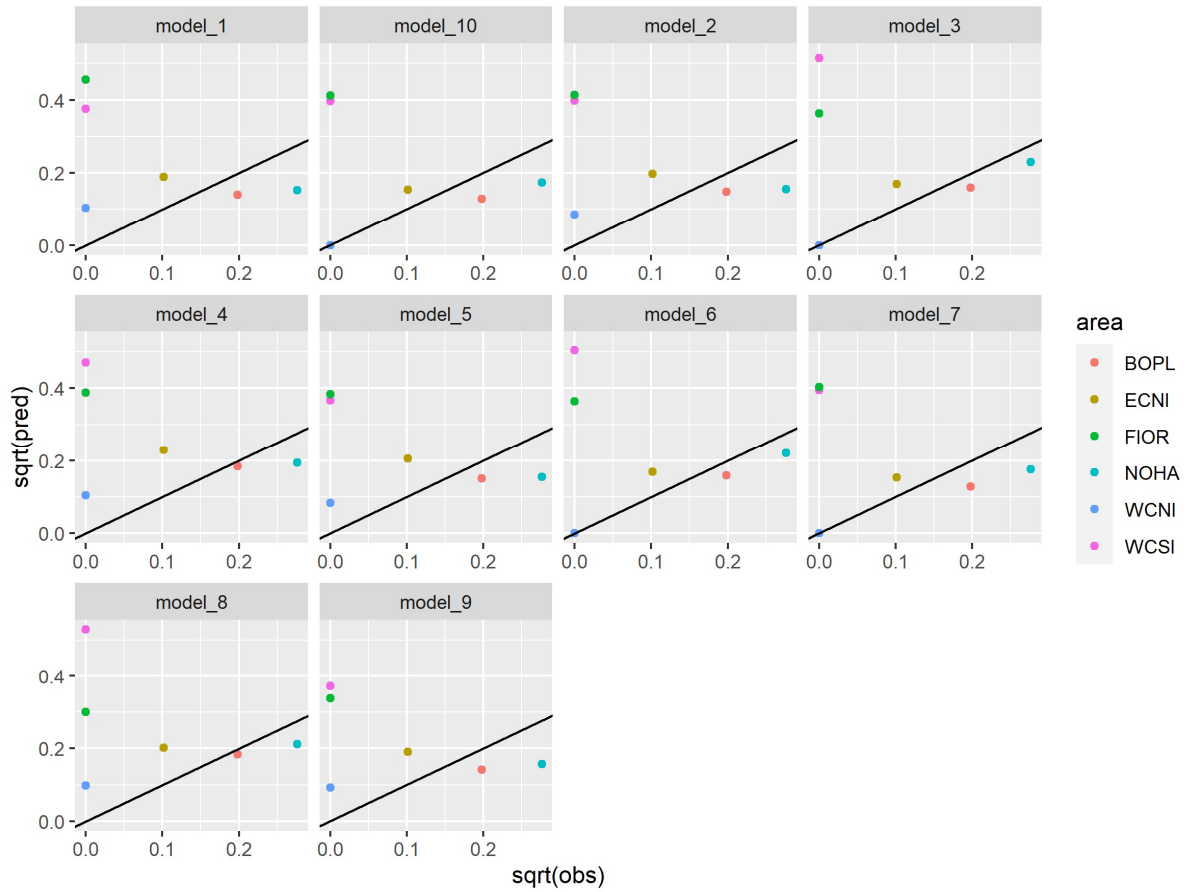 model_1 model_10 model_2 model_3
0.4
0.2
0.0
0.0 0.1 0.2 0.0 0.1 0.2 0.0 0.1 0.2 0.0 0.1 0.2
model_4 model_5 model_6 model_7
0.4
0.2
0.0
0.0 0.1 0.2 0.0 0.1 0.2 0.0 0.1 0.2 0.0 0.1 0.2
model_8 model_9
0.4
0.2
0.0
0.0 0.1 0.2 0.0 0.1 0.2
sqrt(pred)
sqrt(obs)
area
BOPL
ECNI
FIOR
NOHA
WCNI
WCSI